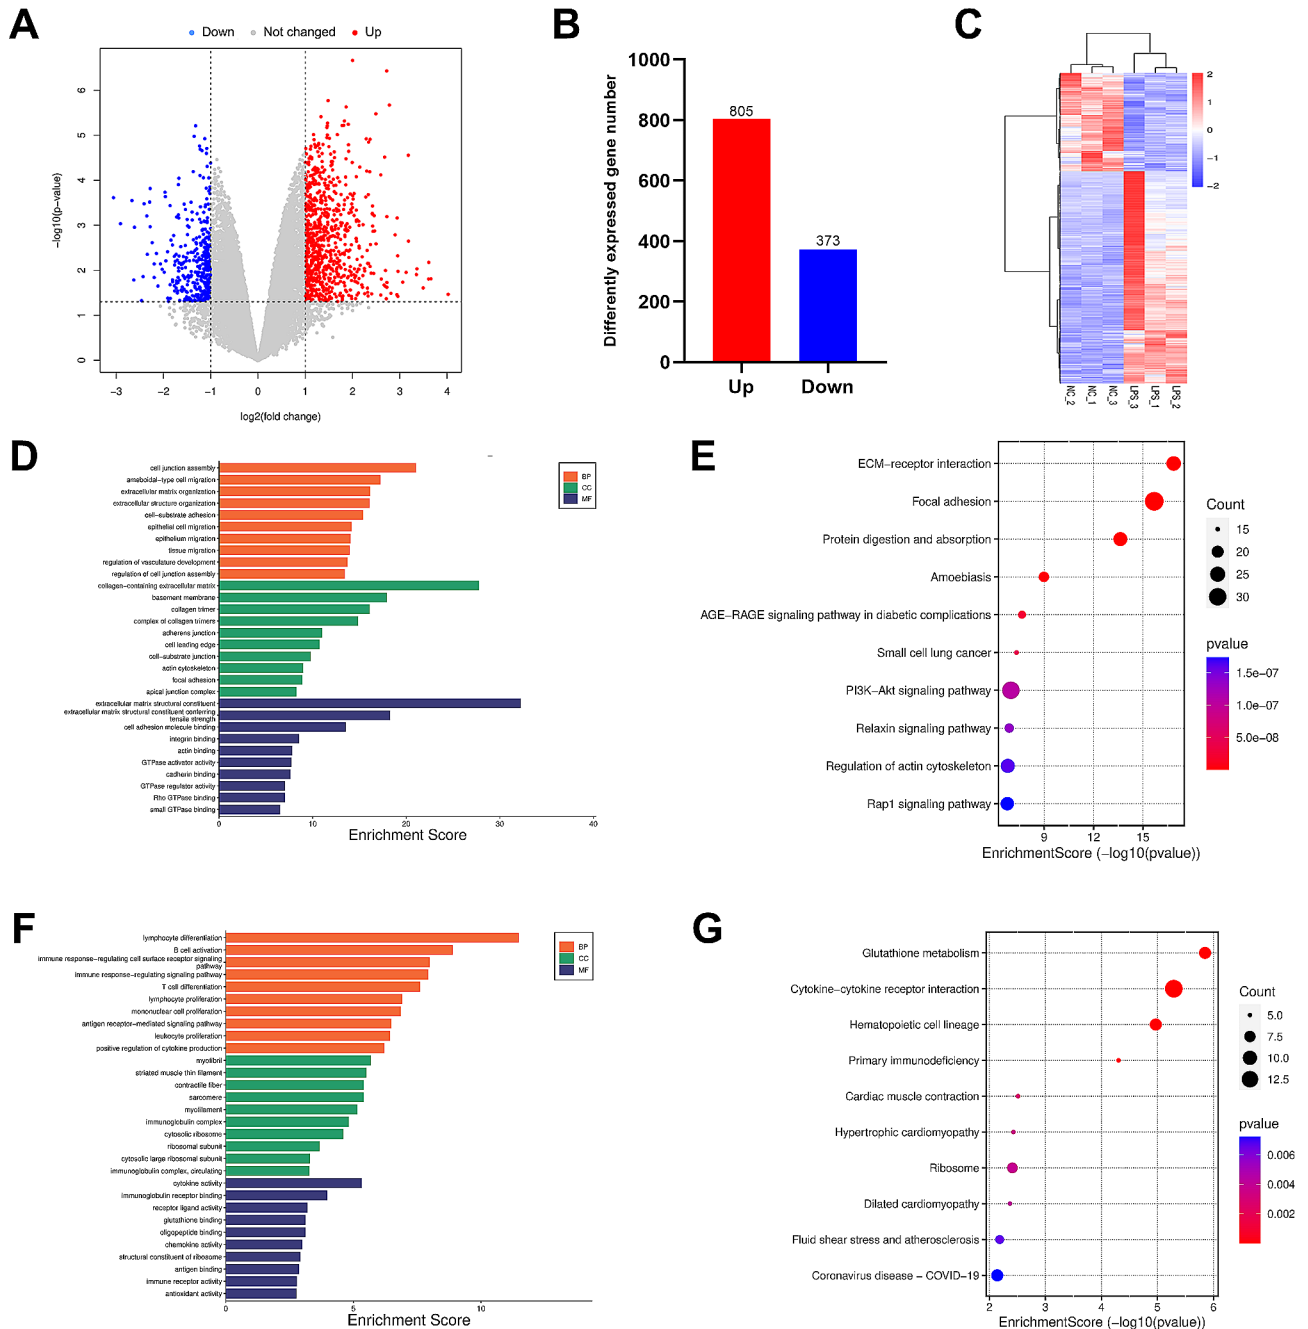 A
Down
Not changed
Up
−log10(p−value)
6
5
4
3
2
1
0
−3
−2
−1
0
1
2
3
4
log2(fold change)
B
Differently expressed gene number
1000
800
600
400
200
0
805
373
Up
Down
C
2
1
0
−1
−2
NC_2
NC_1
NC_3
LPS_3
LPS_1
LPS_2
D
cell junction assembly
ameboidal−type cell migration
extracellular matrix organization
extracellular structure organization
cell−substrate adhesion
epithelial cell migration
epithelium migration
tissue migration
regulation of vasculature development
regulation of cell junction assembly
collagen−containing extracellular matrix
basement membrane
collagen trimer
complex of collagen trimers
adherens junction
cell leading edge
cell−substrate junction
actin cytoskeleton
focal adhesion
apical junction complex
extracellular matrix structural constituent
extracellular matrix structural constituent conferring
tensile strength
cell adhesion molecule binding
integrin binding
actin binding
GTPase activator activity
cadherin binding
GTPase regulator activity
Rho GTPase binding
small GTPase binding
0
10
20
30
40
Enrichment Score
BP
CC
MF
E
ECM−receptor interaction
Focal adhesion
Protein digestion and absorption
Amoebiasis
AGE−RAGE signaling pathway in diabetic complications
Small cell lung cancer
PI3K−Akt signaling pathway
Relaxin signaling pathway
Regulation of actin cytoskeleton
Rap1 signaling pathway
9
12
15
EnrichmentScore (−log10(pvalue))
Count
15
20
25
30
pvalue
1.5e−07
1.0e−07
5.0e−08
F
lymphocyte differentiation
B cell activation
immune response−regulating cell surface receptor signaling
pathway
immune response−regulating signaling pathway
T cell differentiation
lymphocyte proliferation
mononuclear cell proliferation
antigen receptor−mediated signaling pathway
leukocyte proliferation
positive regulation of cytokine production
myofibril
striated muscle thin filament
contractile fiber
sarcomere
myofilament
immunoglobulin complex
cytosolic ribosome
ribosomal subunit
cytosolic large ribosomal subunit
immunoglobulin complex, circulating
cytokine activity
immunoglobulin receptor binding
receptor ligand activity
glutathione binding
oligopeptide binding
chemokine activity
structural constituent of ribosome
antigen binding
immune receptor activity
antioxidant activity
0
5
10
Enrichment Score
BP
CC
MF
G
Glutathione metabolism
Cytokine−cytokine receptor interaction
Hematopoietic cell lineage
Primary immunodeficiency
Cardiac muscle contraction
Hypertrophic cardiomyopathy
Ribosome
Dilated cardiomyopathy
Fluid shear stress and atherosclerosis
Coronavirus disease − COVID−19
2
3
4
5
6
EnrichmentScore (−log10(pvalue))
Count
5.0
7.5
10.0
12.5
pvalue
0.006
0.004
0.002